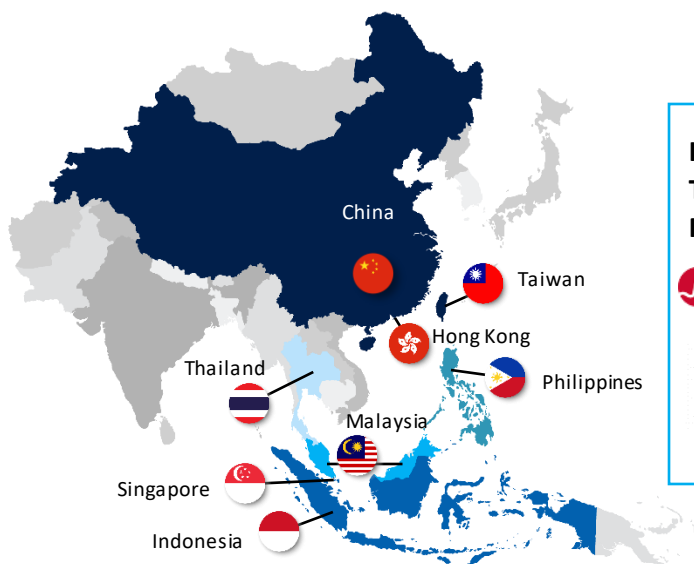 China
Taiwan
Hong Kong
Thailand
Philippines
Malaysia
Singapore
Indonesia